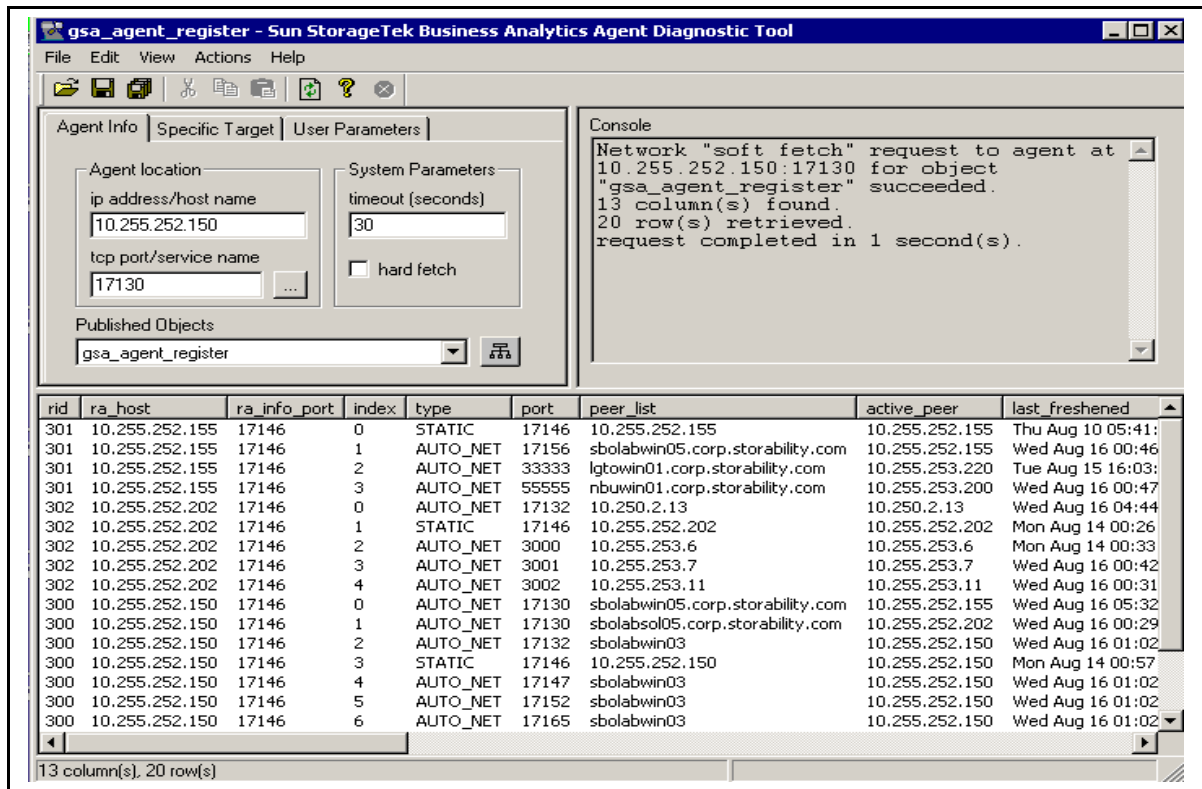 gsa_agent_register - Sun StorageTek Business Analytics Agent Diagnostic Tool
File Edit View Actions Help
Agent Info Specific Target User Parameters
Agent location
ip address/host name
10.255.252.150
tcp port/service name
17130 ...
System Parameters
timeout (seconds)
30
hard fetch
Published Objects
gsa_agent_register
Console
Network "soft fetch" request to agent at
10.255.252.150:17130 for object
"gsa_agent_register" succeeded.
13 column(s) found.
20 row(s) retrieved.
request completed in 1 second(s).
rid ra_host ra_info_port index type port peer_list active_peer last_freshened
301 10.255.252.155 17146 0 STATIC 17146 10.255.252.155 10.255.252.155 Thu Aug 10 05:41:
301 10.255.252.155 17146 1 AUTO_NET 17156 sbolabwin05.corp.storability.com 10.255.252.155 Wed Aug 16 00:46
301 10.255.252.155 17146 2 AUTO_NET 33333 lgtowin01.corp.storability.com 10.255.253.220 Tue Aug 15 16:03:
301 10.255.252.155 17146 3 AUTO_NET 55555 nbuwin01.corp.storability.com 10.255.253.200 Wed Aug 16 00:47
302 10.255.252.202 17146 0 AUTO_NET 17132 10.250.2.13 10.250.2.13 Wed Aug 16 04:44
302 10.255.252.202 17146 1 STATIC 17146 10.255.252.202 10.255.252.202 Mon Aug 14 00:26
302 10.255.252.202 17146 2 AUTO_NET 3000 10.255.253.6 10.255.253.6 Mon Aug 14 00:33
302 10.255.252.202 17146 3 AUTO_NET 3001 10.255.253.7 10.255.253.7 Wed Aug 16 00:42
302 10.255.252.202 17146 4 AUTO_NET 3002 10.255.253.11 10.255.253.11 Wed Aug 16 00:31
300 10.255.252.150 17146 0 AUTO_NET 17130 sbolabwin05.corp.storability.com 10.255.252.155 Wed Aug 16 05:32
300 10.255.252.150 17146 1 AUTO_NET 17130 sbolabsol05.corp.storability.com 10.255.252.202 Wed Aug 16 00:29
300 10.255.252.150 17146 2 AUTO_NET 17132 sbolabwin03 10.255.252.150 Wed Aug 16 01:02
300 10.255.252.150 17146 3 STATIC 17146 10.255.252.150 10.255.252.150 Mon Aug 14 00:57
300 10.255.252.150 17146 4 AUTO_NET 17147 sbolabwin03 10.255.252.150 Wed Aug 16 01:02
300 10.255.252.150 17146 5 AUTO_NET 17152 sbolabwin03 10.255.252.150 Wed Aug 16 01:02
300 10.255.252.150 17146 6 AUTO_NET 17165 sbolabwin03 10.255.252.150 Wed Aug 16 01:02
13 column(s), 20 row(s)